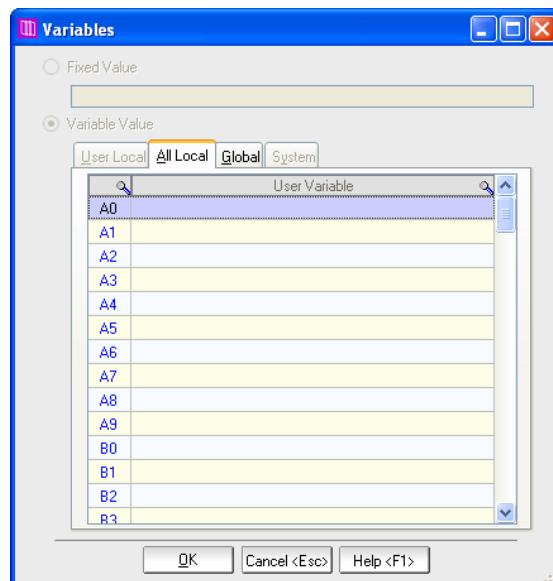 Variables
Fixed Value
Variable Value
User Local All Local Global System
User Variable
A0
A1
A2
A3
A4
A5
A6
A7
A8
A9
B0
B1
B2
B3
OK Cancel <Esc> Help <F1>